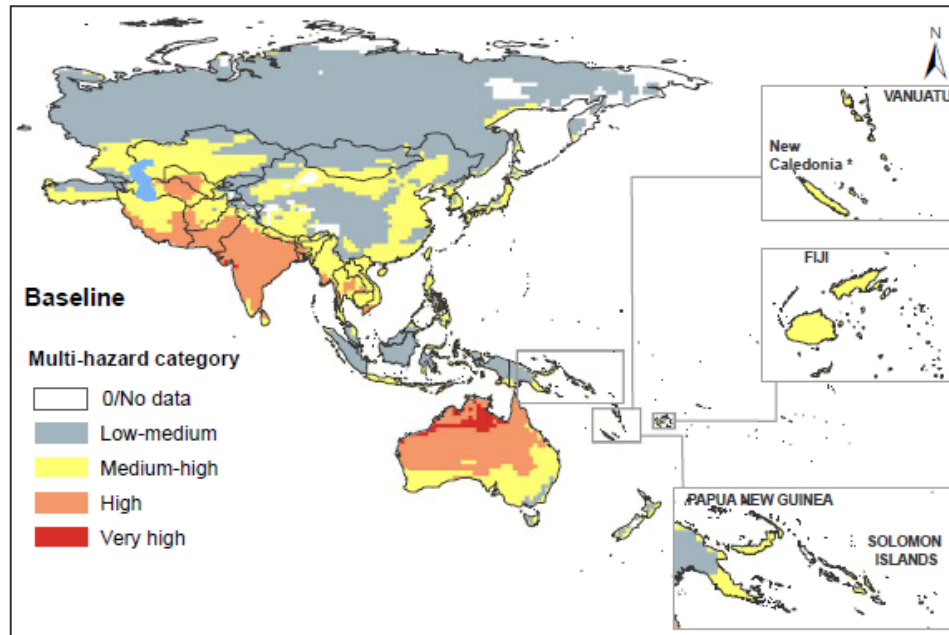 N
VANUATU
New
Caledonia *
FIJI
Baseline
Multi-hazard category
0/No data
Low-medium
Medium-high
High
Very high
PAPUA NEW GUINEA
SOLOMON
ISLANDS